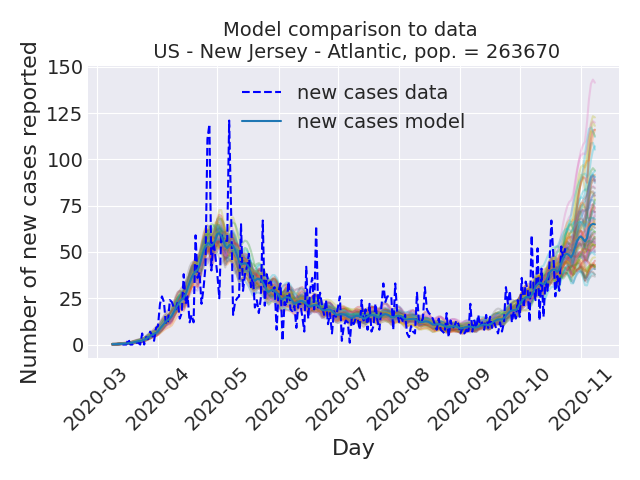 Model comparison to data
US - New Jersey - Atlantic, pop. = 263670
Number of new cases reported
150
125
100
75
50
25
0
new cases data
new cases model
2020-03
2020-04
2020-05
2020-06
2020-07
2020-08
2020-09
2020-10
2020-11
Day